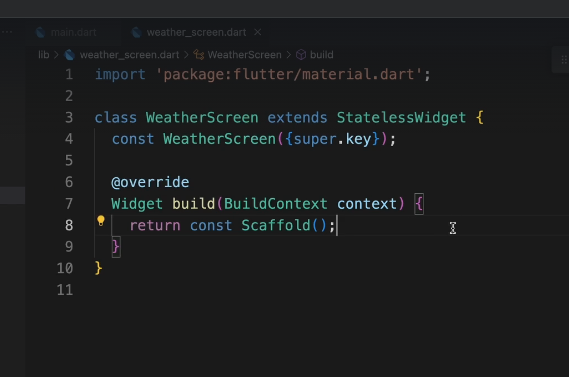 main.dart
weather_screen.dart
lib > weather_screen.dart > WeatherScreen > build
1 import 'package:flutter/material.dart';
2
3 class WeatherScreen extends StatelessWidget {
4 const WeatherScreen({super.key});
5
6 @override
7 Widget build(BuildContext context) {
8 return const Scaffold();
9 }
10 }
11